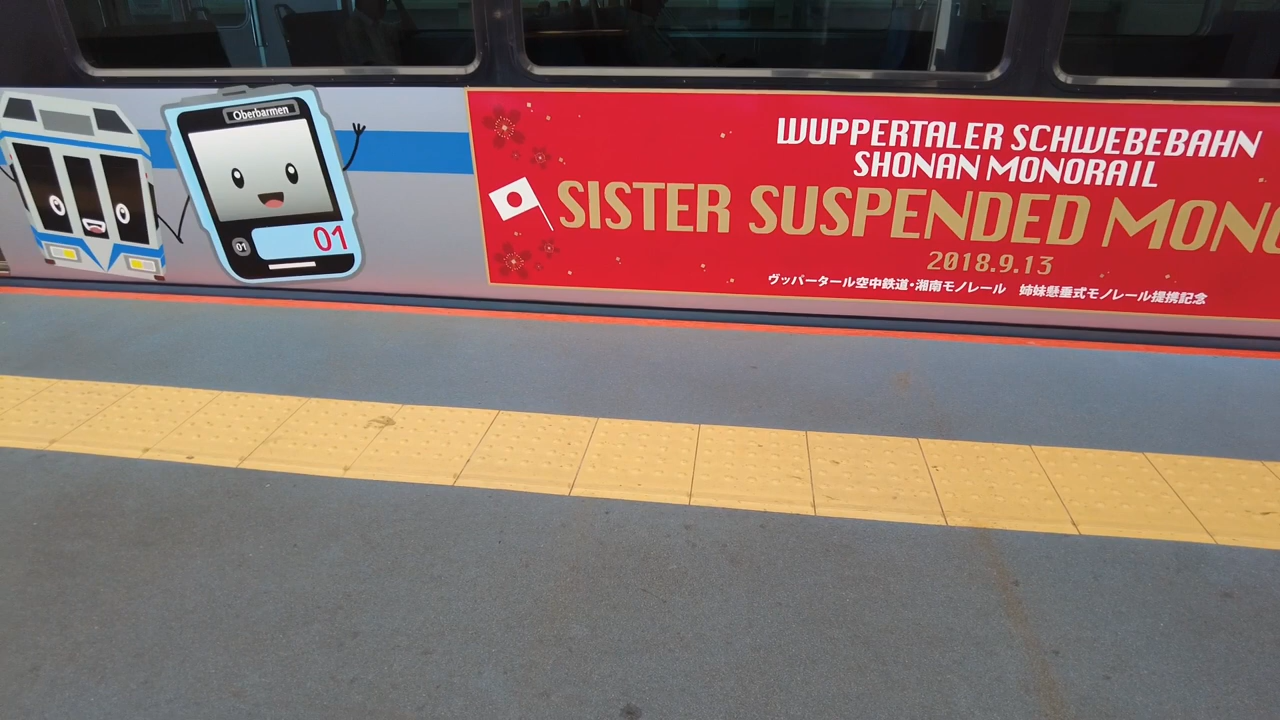 Oberbarmen
01
01
WUPPERTALER SCHWEBEBAHN
SHONAN MONORAIL
SISTER SUSPENDED MONO
2018.9.13
ヴッパータール空中鉄道・湘南モノレール 姉妹懸垂式モノレール提携記念